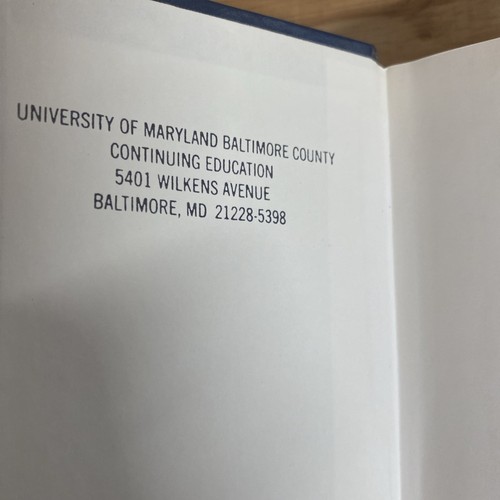 UNIVERSITY OF MARYLAND BALTIMORE COUNTY
CONTINUING EDUCATION
5401 WILKENS AVENUE
BALTIMORE, MD 21228-5398